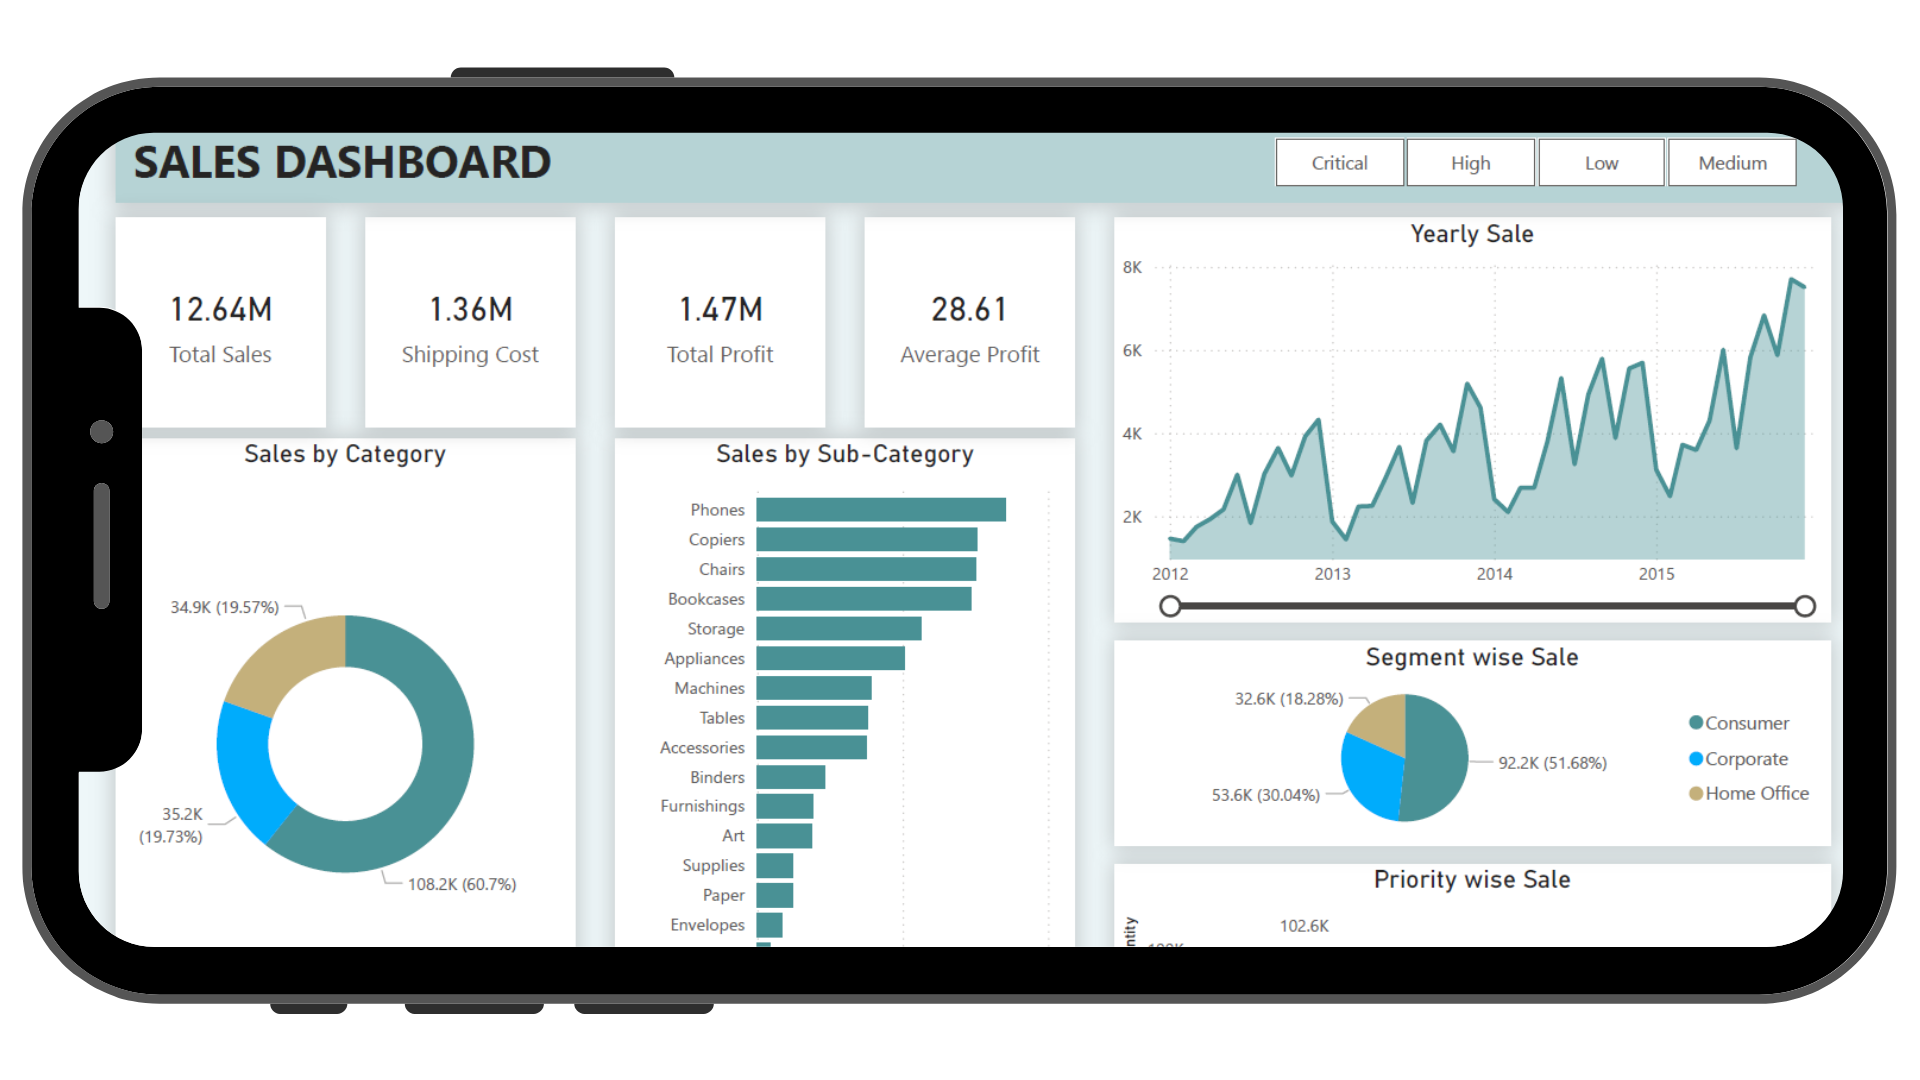 SALES DASHBOARD
Critical
High
Low
Medium
12.64M
Total Sales
1.36M
Shipping Cost
1.47M
Total Profit
28.61
Average Profit
Yearly Sale
8K
6K
4K
2K
2012
2013
2014
2015
Sales by Category
34.9K (19.57%)
35.2K
(19.73%)
108.2K (60.7%)
Sales by Sub-Category
Phones
Copiers
Chairs
Bookcases
Storage
Appliances
Machines
Tables
Accessories
Binders
Furnishings
Art
Supplies
Paper
Envelopes
Segment wise Sale
32.6K (18.28%)
92.2K (51.68%)
53.6K (30.04%)
Consumer
Corporate
Home Office
Priority wise Sale
102.6K